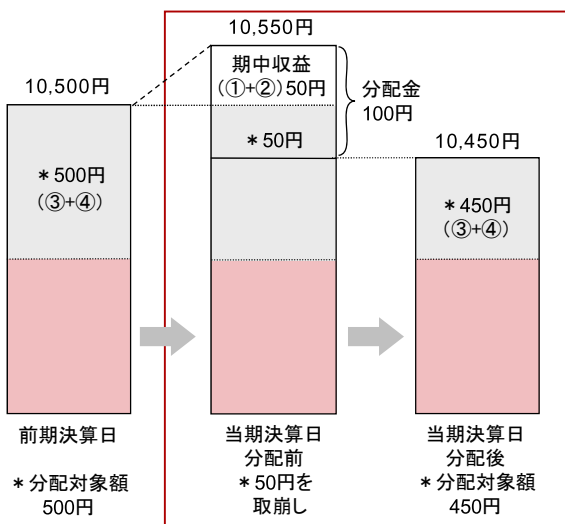 10,550円
10,500円
期中収益
(①+②)50円
分配金
100円
＊50円
10,450円
＊500円
(③+④)
＊450円
(③+④)
前期決算日
＊分配対象額
500円
当期決算日
分配前
＊50円を
取崩し
当期決算日
分配後
＊分配対象額
450円